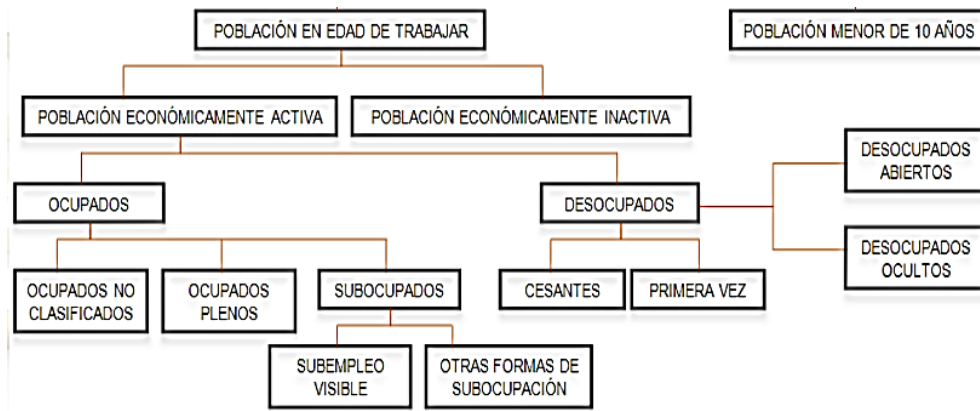 POBLACIÓN EN EDAD DE TRABAJAR
POBLACIÓN MENOR DE 10 AÑOS
POBLACIÓN ECONÓMICAMENTE ACTIVA
POBLACIÓN ECONÓMICAMENTE INACTIVA
DESOCUPADOS
ABIERTOS
OCUPADOS
DESOCUPADOS
DESOCUPADOS
OCULTOS
OCUPADOS NO
CLASIFICADOS
OCUPADOS
PLENOS
SUBOCUPADOS
CESANTES
PRIMERA VEZ
SUBEMPLEO
VISIBLE
OTRAS FORMAS DE
SUBOCUPACIÓN